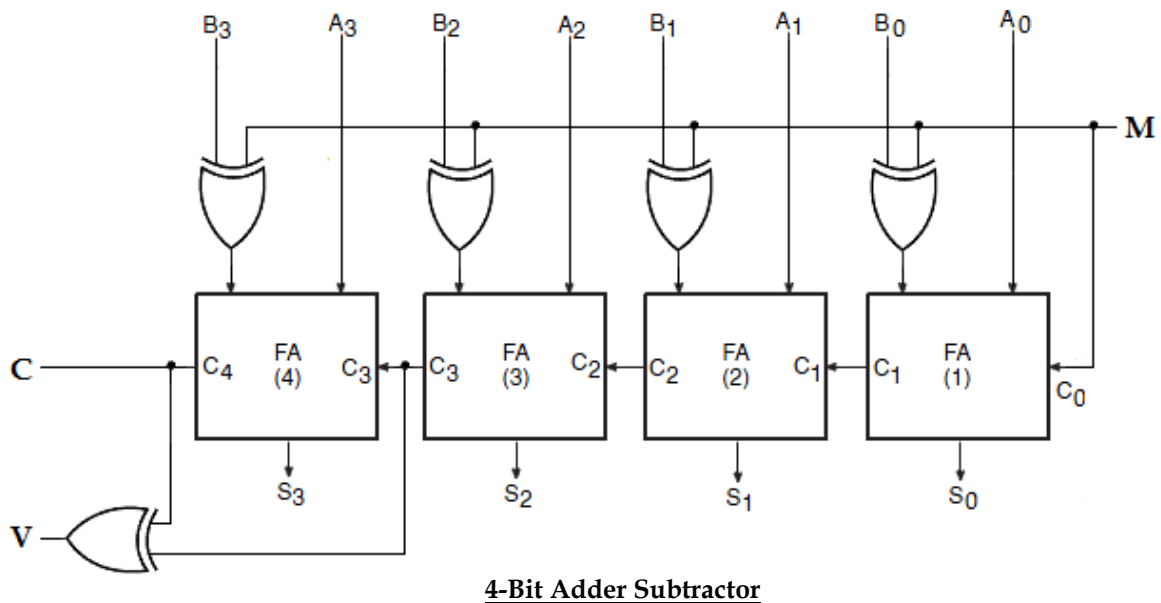 B3 A3 B2 A2 B1 A1 B0 A0
M
FA FA FA FA
C C4 (4) C3 C3 (3) C2 C2 (2) C1 C1 (1) C0
S3 S2 S1 S0
V
4-Bit Adder Subtractor